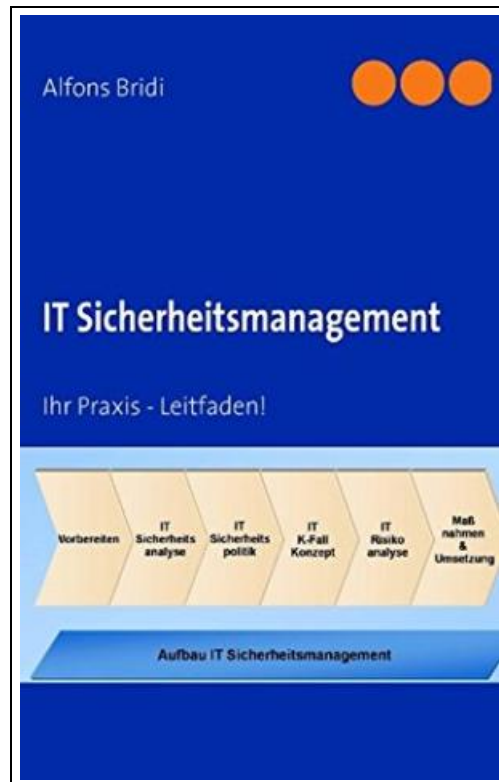 Alfons Bridi
IT Sicherheitsmanagement
Ihr Praxis - Leitfaden!
Vorbereiten
IT
Sicherheits
analyse
IT
Sicherheits
politik
IT
K-Fall
Konzept
IT
Risiko
analyse
Maß
nahmen
&
Umsetzung
Aufbau IT Sicherheitsmanagement